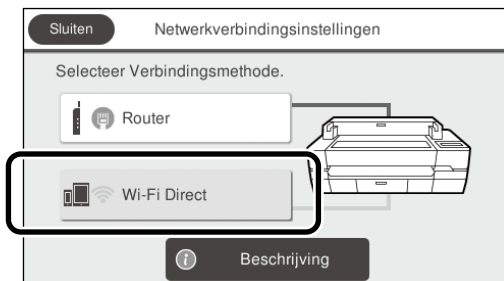 Sluiten Netwerkverbindingsinstellingen
Selecteer Verbindingsmethode.
Router
Wi-Fi Direct
i Beschrijving